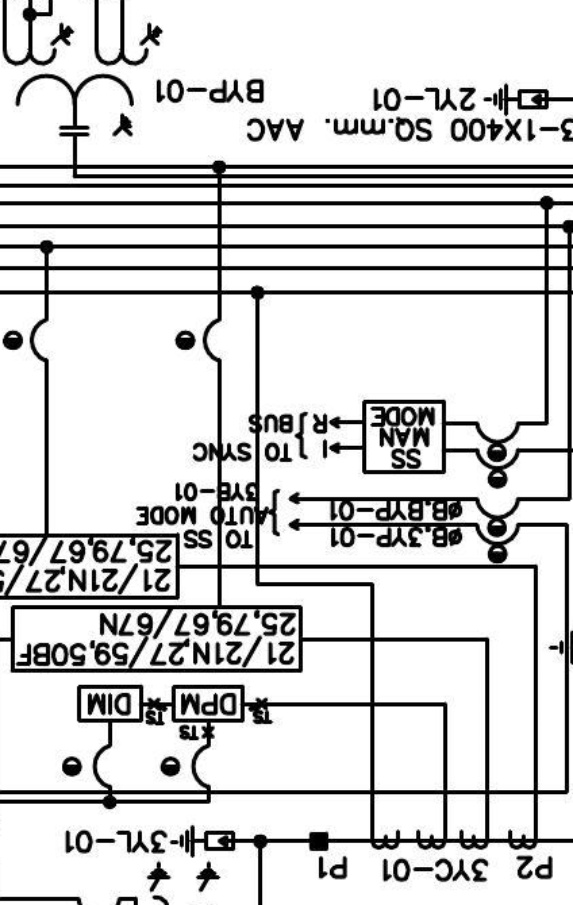 P2 3YC-01 P1
3YL-01
TS
TS DPM TS DIM
21/21N,27/59,50BF
25,79,67/67N
21/21N,27/5
25,79,67/67
ØB.3YP-01
ØB.BYP-01
TO SS
AUTO MODE
3YB-01
SS
MAN
MODE
I TO SYNC
R BUS
3-1X400 SQ.mm. AAC
2YL-01
BYP-01